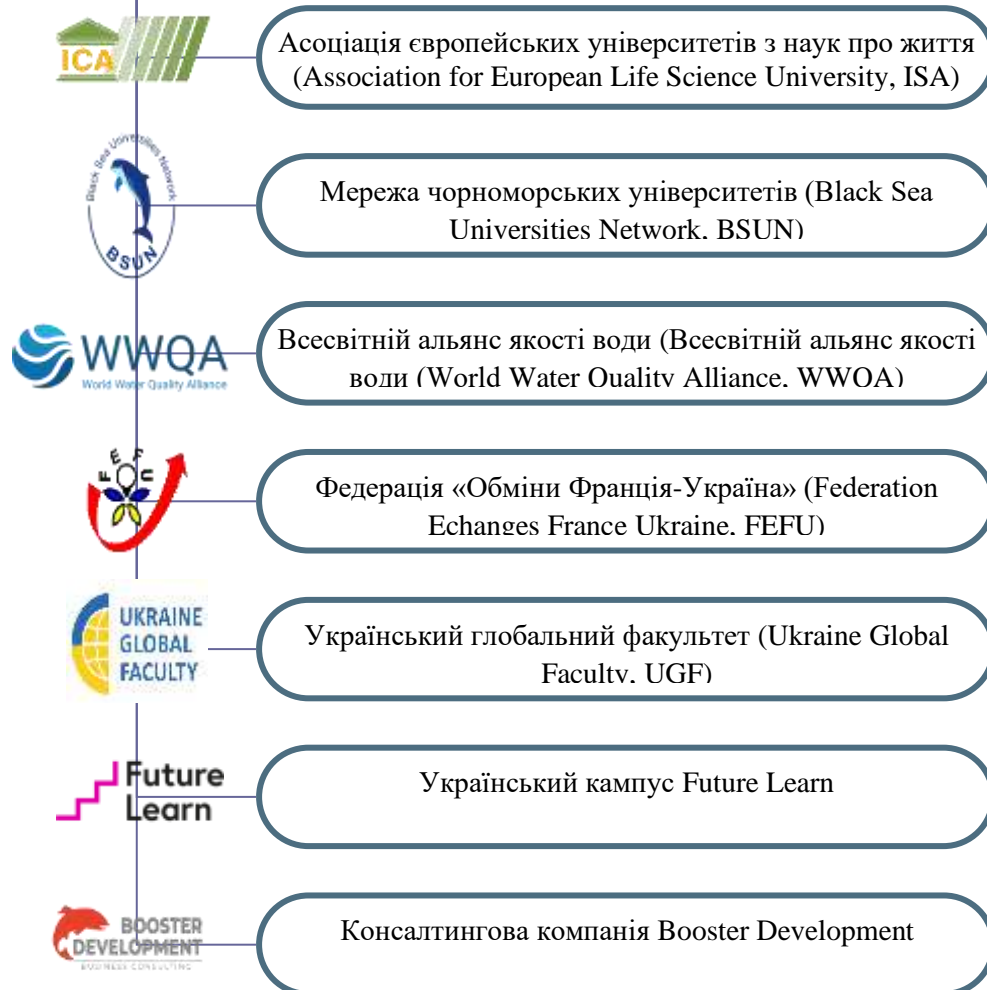 ICA
Асоціація європейських університетів з наук про життя
(Association for European Life Science University, ISA)
Black Sea Universities Network
BSUN
Мережа чорноморських університетів (Black Sea
Universities Network, BSUN)
WWQA
World Water Quality Alliance
Всесвітній альянс якості води (Всесвітній альянс якості
води (World Water Quality Alliance, WWQA)
FEFU
Федерація «Обміни Франція-Україна» (Federation
Echanges France Ukraine, FEFU)
UKRAINE
GLOBAL
FACULTY
Український глобальний факультет (Ukraine Global
Faculty, UGF)
Future
Learn
Український кампус Future Learn
BOOSTER
DEVELOPMENT
BUSINESS CONSULTING
Консалтингова компанія Booster Development